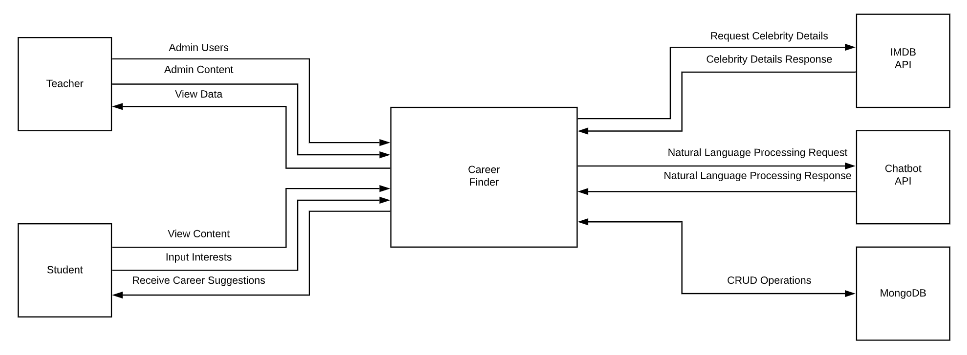 Teacher
Admin Users
Admin Content
View Data
Request Celebrity Details
Celebrity Details Response
IMDB
API
Career
Finder
Natural Language Processing Request
Natural Language Processing Response
Chatbot
API
Student
View Content
Input Interests
Receive Career Suggestions
CRUD Operations
MongoDB